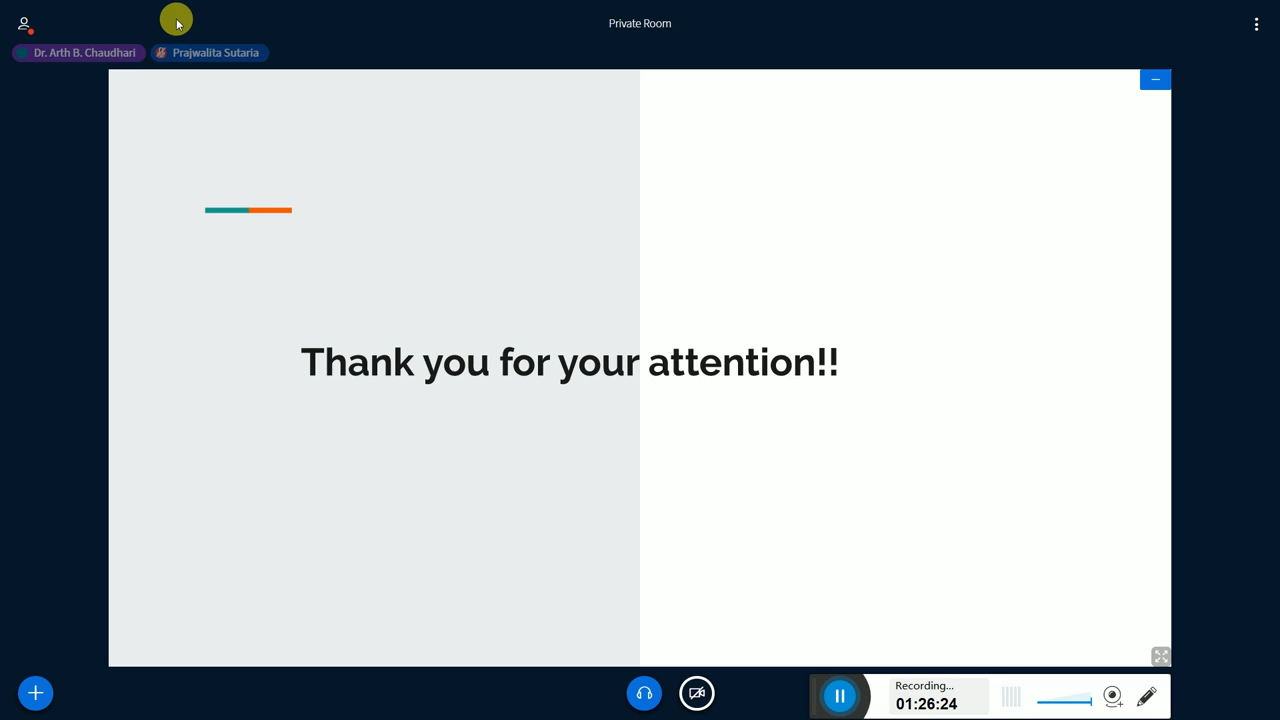 Private Room
Dr. Arth B. Chaudhari
Prajwalita Sutaria
Thank you for your attention!!
Recording...
01:26:24